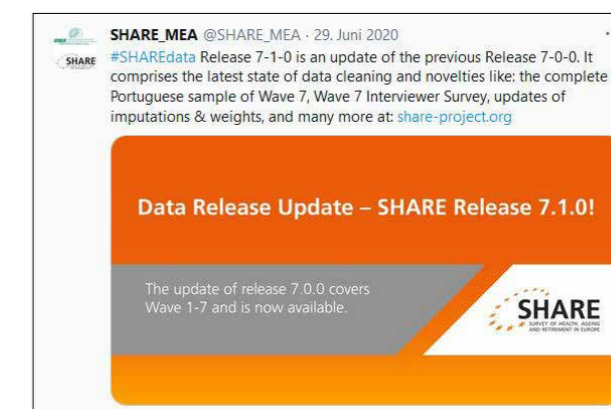 SHARE_MEA @SHARE_MEA · 29. Juni 2020
SHARE
#SHAREdata Release 7-1-0 is an update of the previous Release 7-0-0. It
comprises the latest state of data cleaning and novelties like: the complete
Portuguese sample of Wave 7, Wave 7 Interviewer Survey, updates of
imputations & weights, and many more at: share-project.org
Data Release Update – SHARE Release 7.1.0!
The update of release 7.0.0 covers
Wave 1-7 and is now available.
SHARE
SURVEY OF HEALTH, AGEING
AND RETIREMENT IN EUROPE